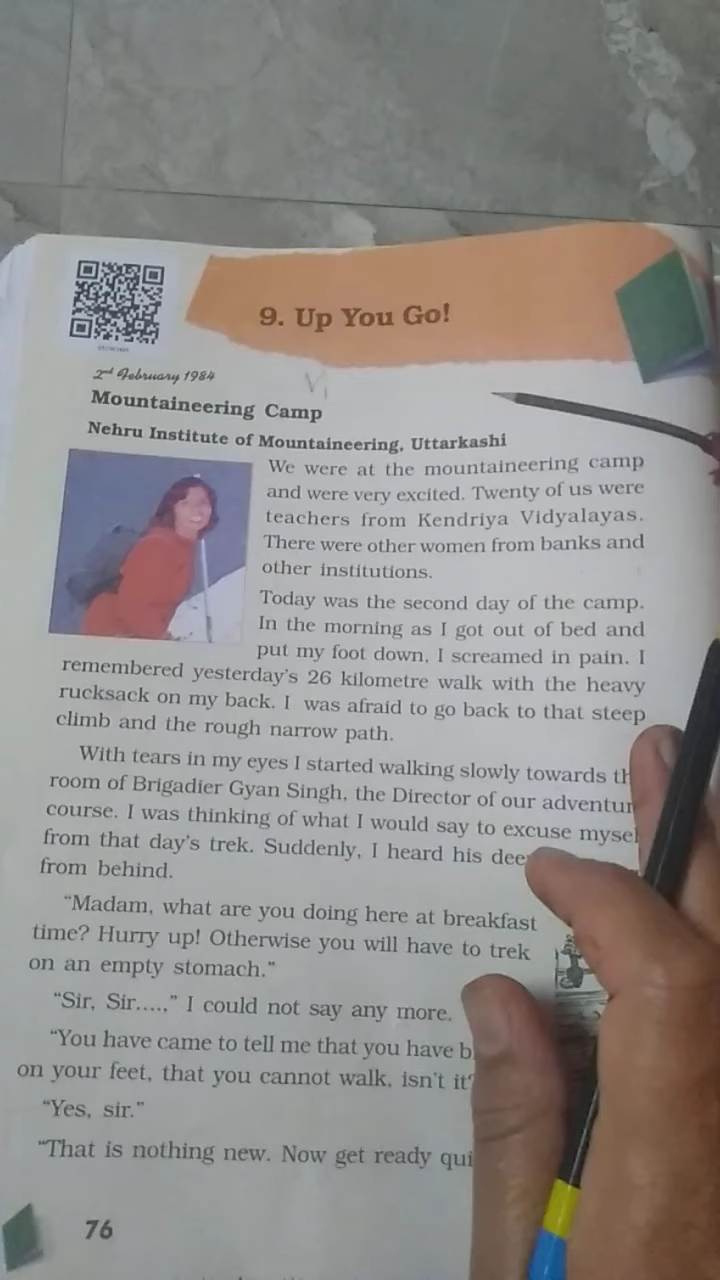 9. Up You Go!
2nd February 1984
Mountaineering Camp
Nehru Institute of Mountaineering, Uttarkashi
We were at the mountaineering camp
and were very excited. Twenty of us were
teachers from Kendriya Vidyalayas.
There were other women from banks and
other institutions.
Today was the second day of the camp.
In the morning as I got out of bed and
put my foot down, I screamed in pain. I
remembered yesterday's 26 kilometre walk with the heavy
rucksack on my back. I was afraid to go back to that steep
climb and the rough narrow path.
With tears in my eyes I started walking slowly towards
room of Brigadier Gyan Singh, the Director of our
course. I was thinking of what I would say to excuse
from that day's trek. Suddenly, I heard his
from behind.
"Madam, what are you doing here at breakfast
time? Hurry up! Otherwise you will have to trek
on an empty stomach."
"Sir, Sir....," I could not say any more.
"You have came to tell me that you have
on your feet, that you cannot walk, isn't it
"Yes, sir."
"That is nothing new. Now get ready
76